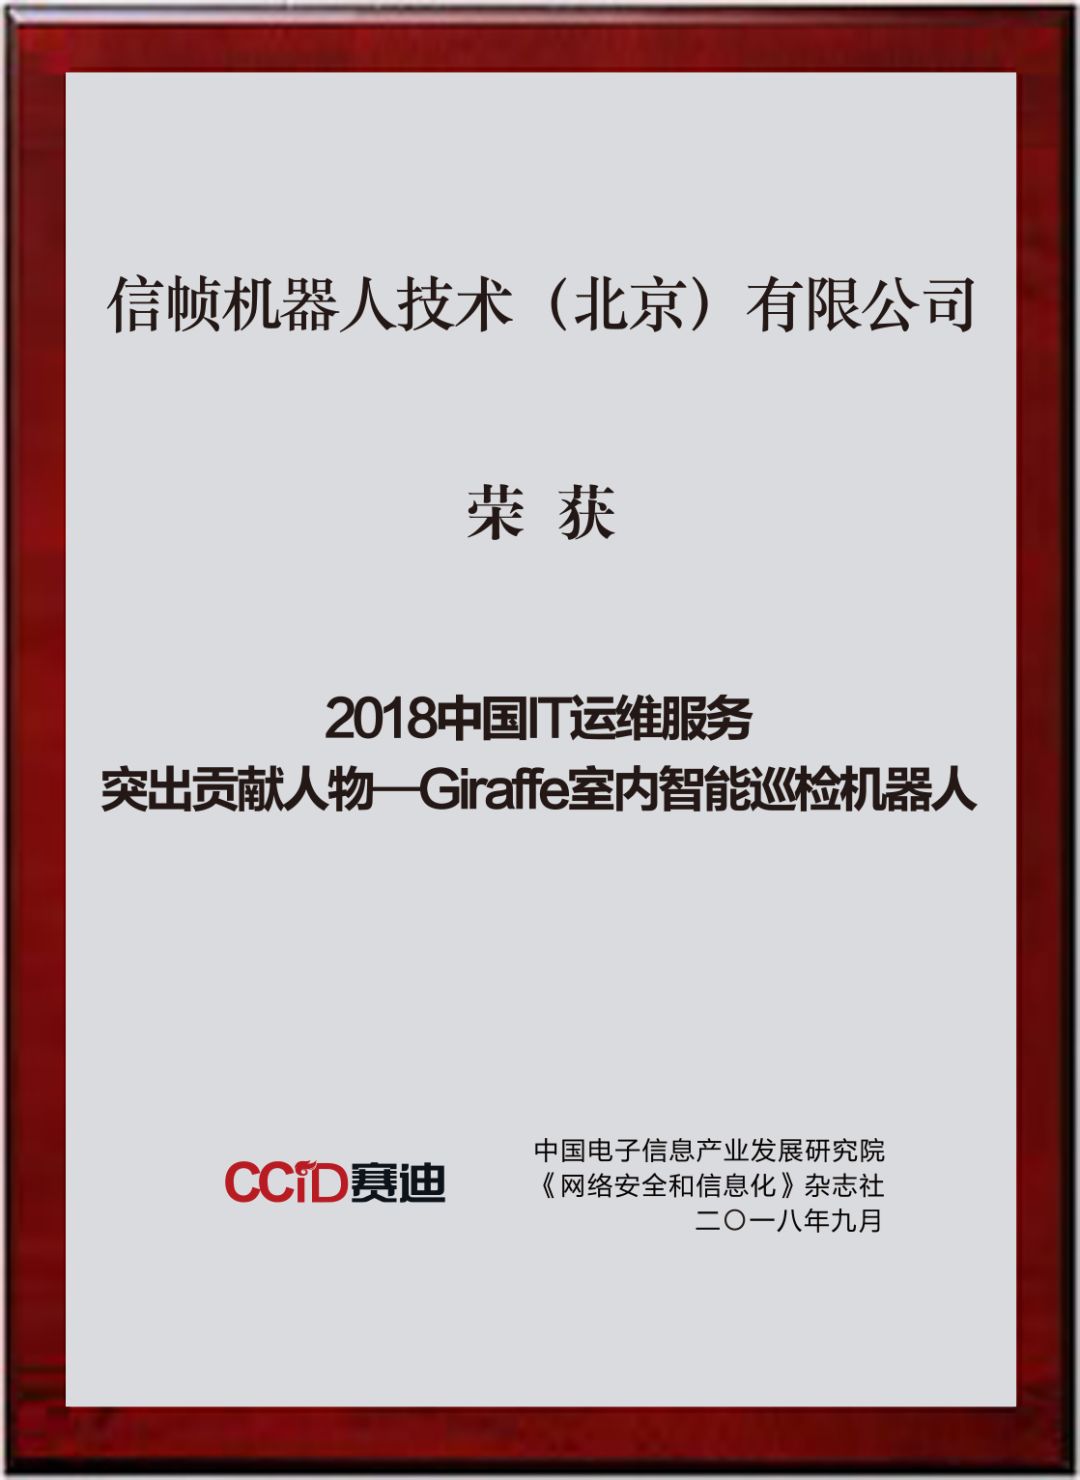 信帧机器人技术（北京）有限公司
荣 获
2018中国IT运维服务
突出贡献人物—Giraffe室内智能巡检机器人
CCID赛迪
中国电子信息产业发展研究院
《网络安全和信息化》杂志社
二〇一八年九月